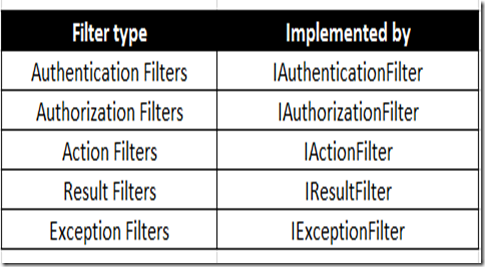 Filter type Implemented by
Authentication Filters IAuthenticationFilter
Authorization Filters IAuthorizationFilter
Action Filters IActionFilter
Result Filters IResultFilter
Exception Filters IExceptionFilter